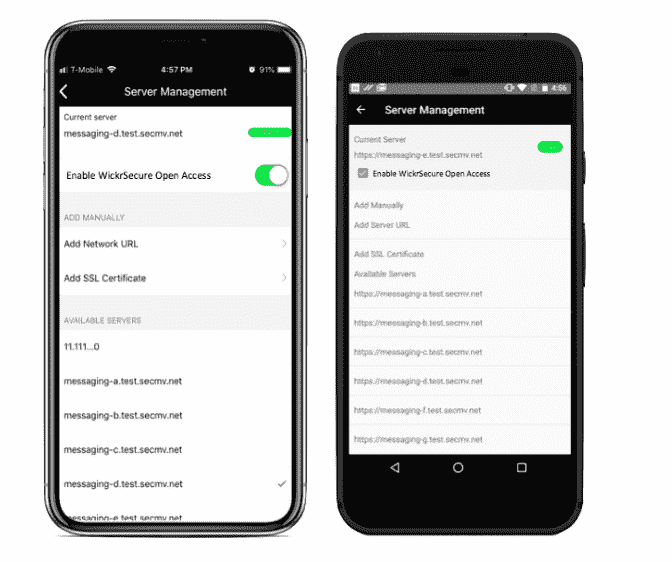 T-Mobile 4:57 PM 91%
Server Management
Current server
messaging-d.test.secmv.net
Enable WickrSecure Open Access
ADD MANUALLY
Add Network URL
Add SSL Certificate
AVAILABLE SERVERS
11.111...0
messaging-a.test.secmv.net
messaging-b.test.secmv.net
messaging-c.test.secmv.net
messaging-d.test.secmv.net
messaging-e.test.secmv.net
4:56
Server Management
Current Server
https://messaging-e.test.secmv.net
Enable WickrSecure Open Access
Add Manually
Add Server URL
Add SSL Certificate
Available Servers
https://messaging-a.test.secmv.net
https://messaging-b.test.secmv.net
https://messaging-c.test.secmv.net
https://messaging-d.test.secmv.net
https://messaging-f.test.secmv.net
https://messaging-g.test.secmv.net